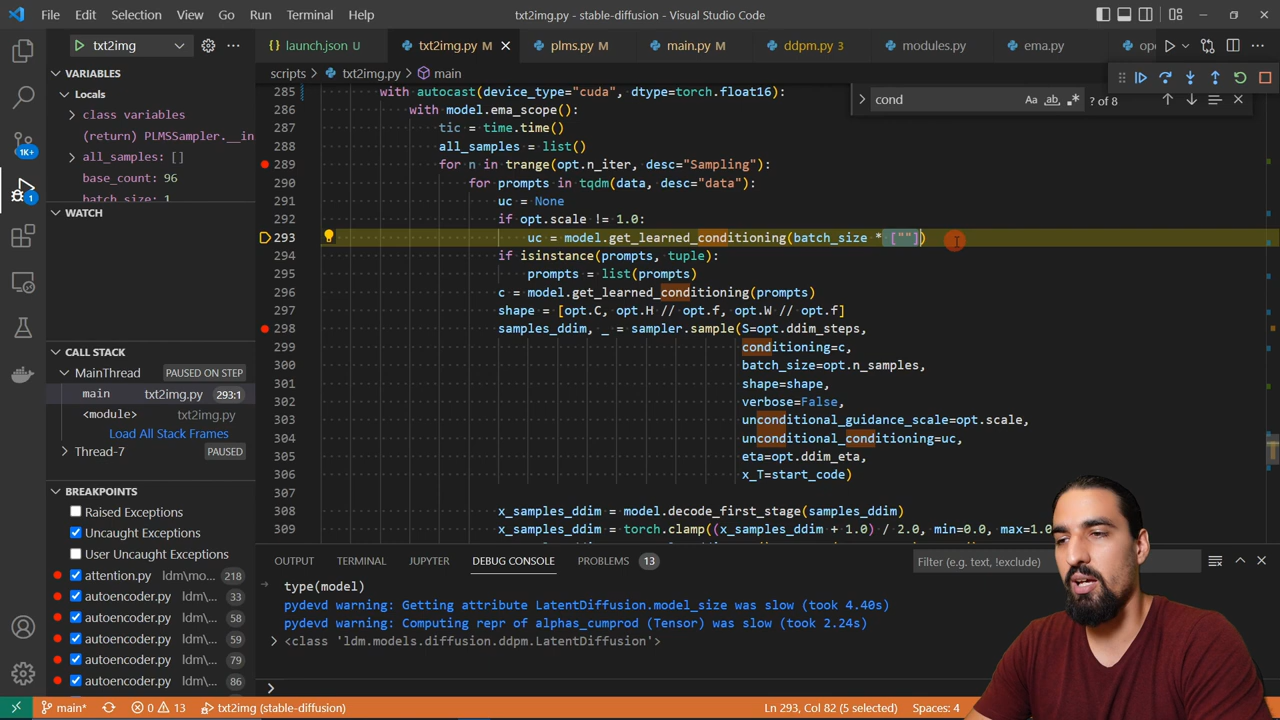 File Edit Selection View Go Run Terminal Help
txt2img.py - stable-diffusion - Visual Studio Code
txt2img
launch.json U
txt2img.py M
plms.py M
main.py M
ddpm.py 3
modules.py
ema.py
scripts > txt2img.py > main
cond
Aa ab
? of 8
VARIABLES
Locals
class variables
(return) PLMSSampler.__in
all_samples: []
base_count: 96
batch_size: 1
WATCH
CALL STACK
MainThread PAUSED ON STEP
main txt2img.py 293:1
<module> txt2img.py
Load All Stack Frames
Thread-7 PAUSED
BREAKPOINTS
Raised Exceptions
Uncaught Exceptions
User Uncaught Exceptions
attention.py ldm\mo... 218
autoencoder.py ldm\... 33
autoencoder.py ldm\... 58
autoencoder.py ldm\... 59
autoencoder.py ldm\... 79
autoencoder.py ldm\... 86
1K+
1
285 with autocast(device_type="cuda", dtype=torch.float16):
286 with model.ema_scope():
287 tic = time.time()
288 all_samples = list()
289 for n in trange(opt.n_iter, desc="Sampling"):
290 for prompts in tqdm(data, desc="data"):
291 uc = None
292 if opt.scale != 1.0:
293 uc = model.get_learned_conditioning(batch_size * [""])
294 if isinstance(prompts, tuple):
295 prompts = list(prompts)
296 c = model.get_learned_conditioning(prompts)
297 shape = [opt.C, opt.H // opt.f, opt.W // opt.f]
298 samples_ddim, _ = sampler.sample(S=opt.ddim_steps,
299 conditioning=c,
300 batch_size=opt.n_samples,
301 shape=shape,
302 verbose=False,
303 unconditional_guidance_scale=opt.scale,
304 unconditional_conditioning=uc,
305 eta=opt.ddim_eta,
306 x_T=start_code)
307
308 x_samples_ddim = model.decode_first_stage(samples_ddim)
309 x_samples_ddim = torch.clamp((x_samples_ddim + 1.0) / 2.0, min=0.0, max=1.0
OUTPUT TERMINAL JUPYTER DEBUG CONSOLE PROBLEMS 13
Filter (e.g. text, !exclude)
type(model)
pydevd warning: Getting attribute LatentDiffusion.model_size was slow (took 4.40s)
pydevd warning: Computing repr of alphas_cumprod (Tensor) was slow (took 2.24s)
<class 'ldm.models.diffusion.ddpm.LatentDiffusion'>
main* 0 13 txt2img (stable-diffusion)
Ln 293, Col 82 (5 selected) Spaces: 4